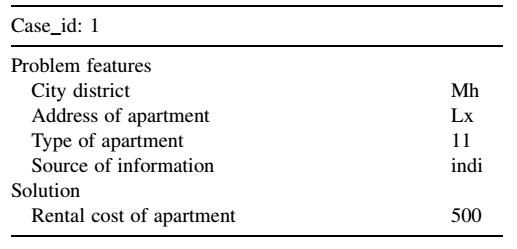 Case_id: 1
Problem features
City district Mh
Address of apartment Lx
Type of apartment 11
Source of information indi
Solution
Rental cost of apartment 500